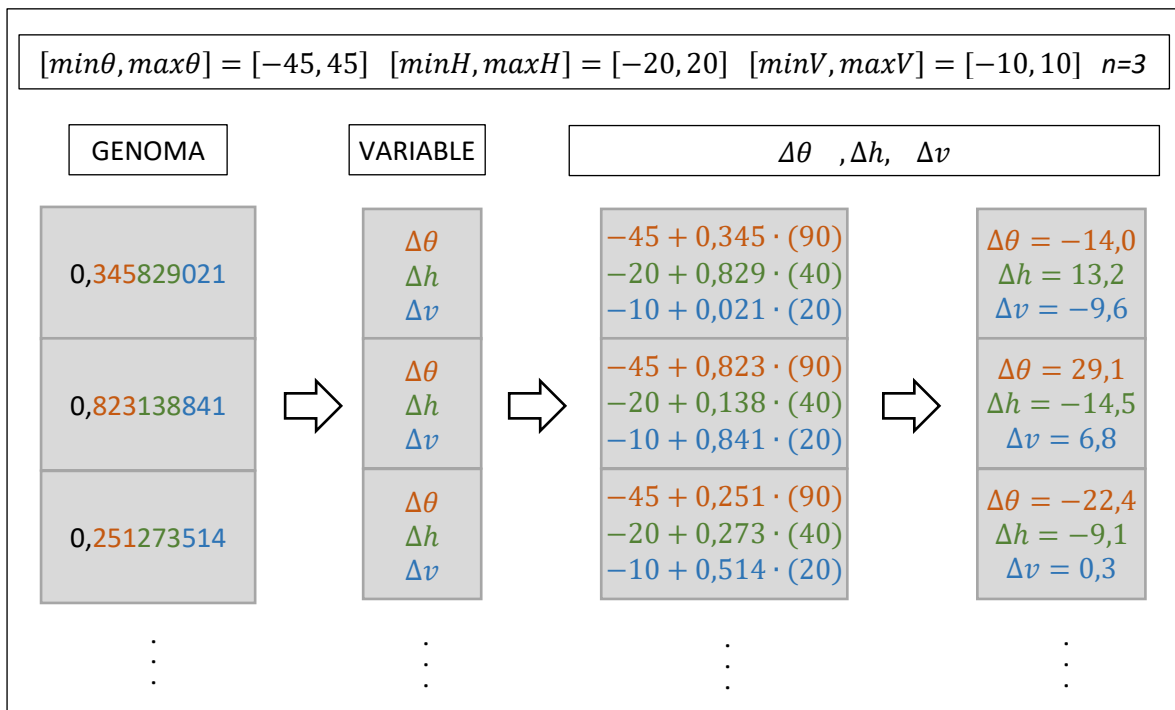 [minθ, maxθ] = [−45, 45] [minH, maxH] = [−20, 20] [minV, maxV] = [−10, 10] n=3
GENOMA VARIABLE Δθ , Δh, Δv
0,345829021
Δθ
Δh
Δv
−45 + 0,345 · (90)
−20 + 0,829 · (40)
−10 + 0,021 · (20)
Δθ = −14,0
Δh = 13,2
Δv = −9,6
0,823138841
Δθ
Δh
Δv
−45 + 0,823 · (90)
−20 + 0,138 · (40)
−10 + 0,841 · (20)
Δθ = 29,1
Δh = −14,5
Δv = 6,8
0,251273514
Δθ
Δh
Δv
−45 + 0,251 · (90)
−20 + 0,273 · (40)
−10 + 0,514 · (20)
Δθ = −22,4
Δh = −9,1
Δv = 0,3